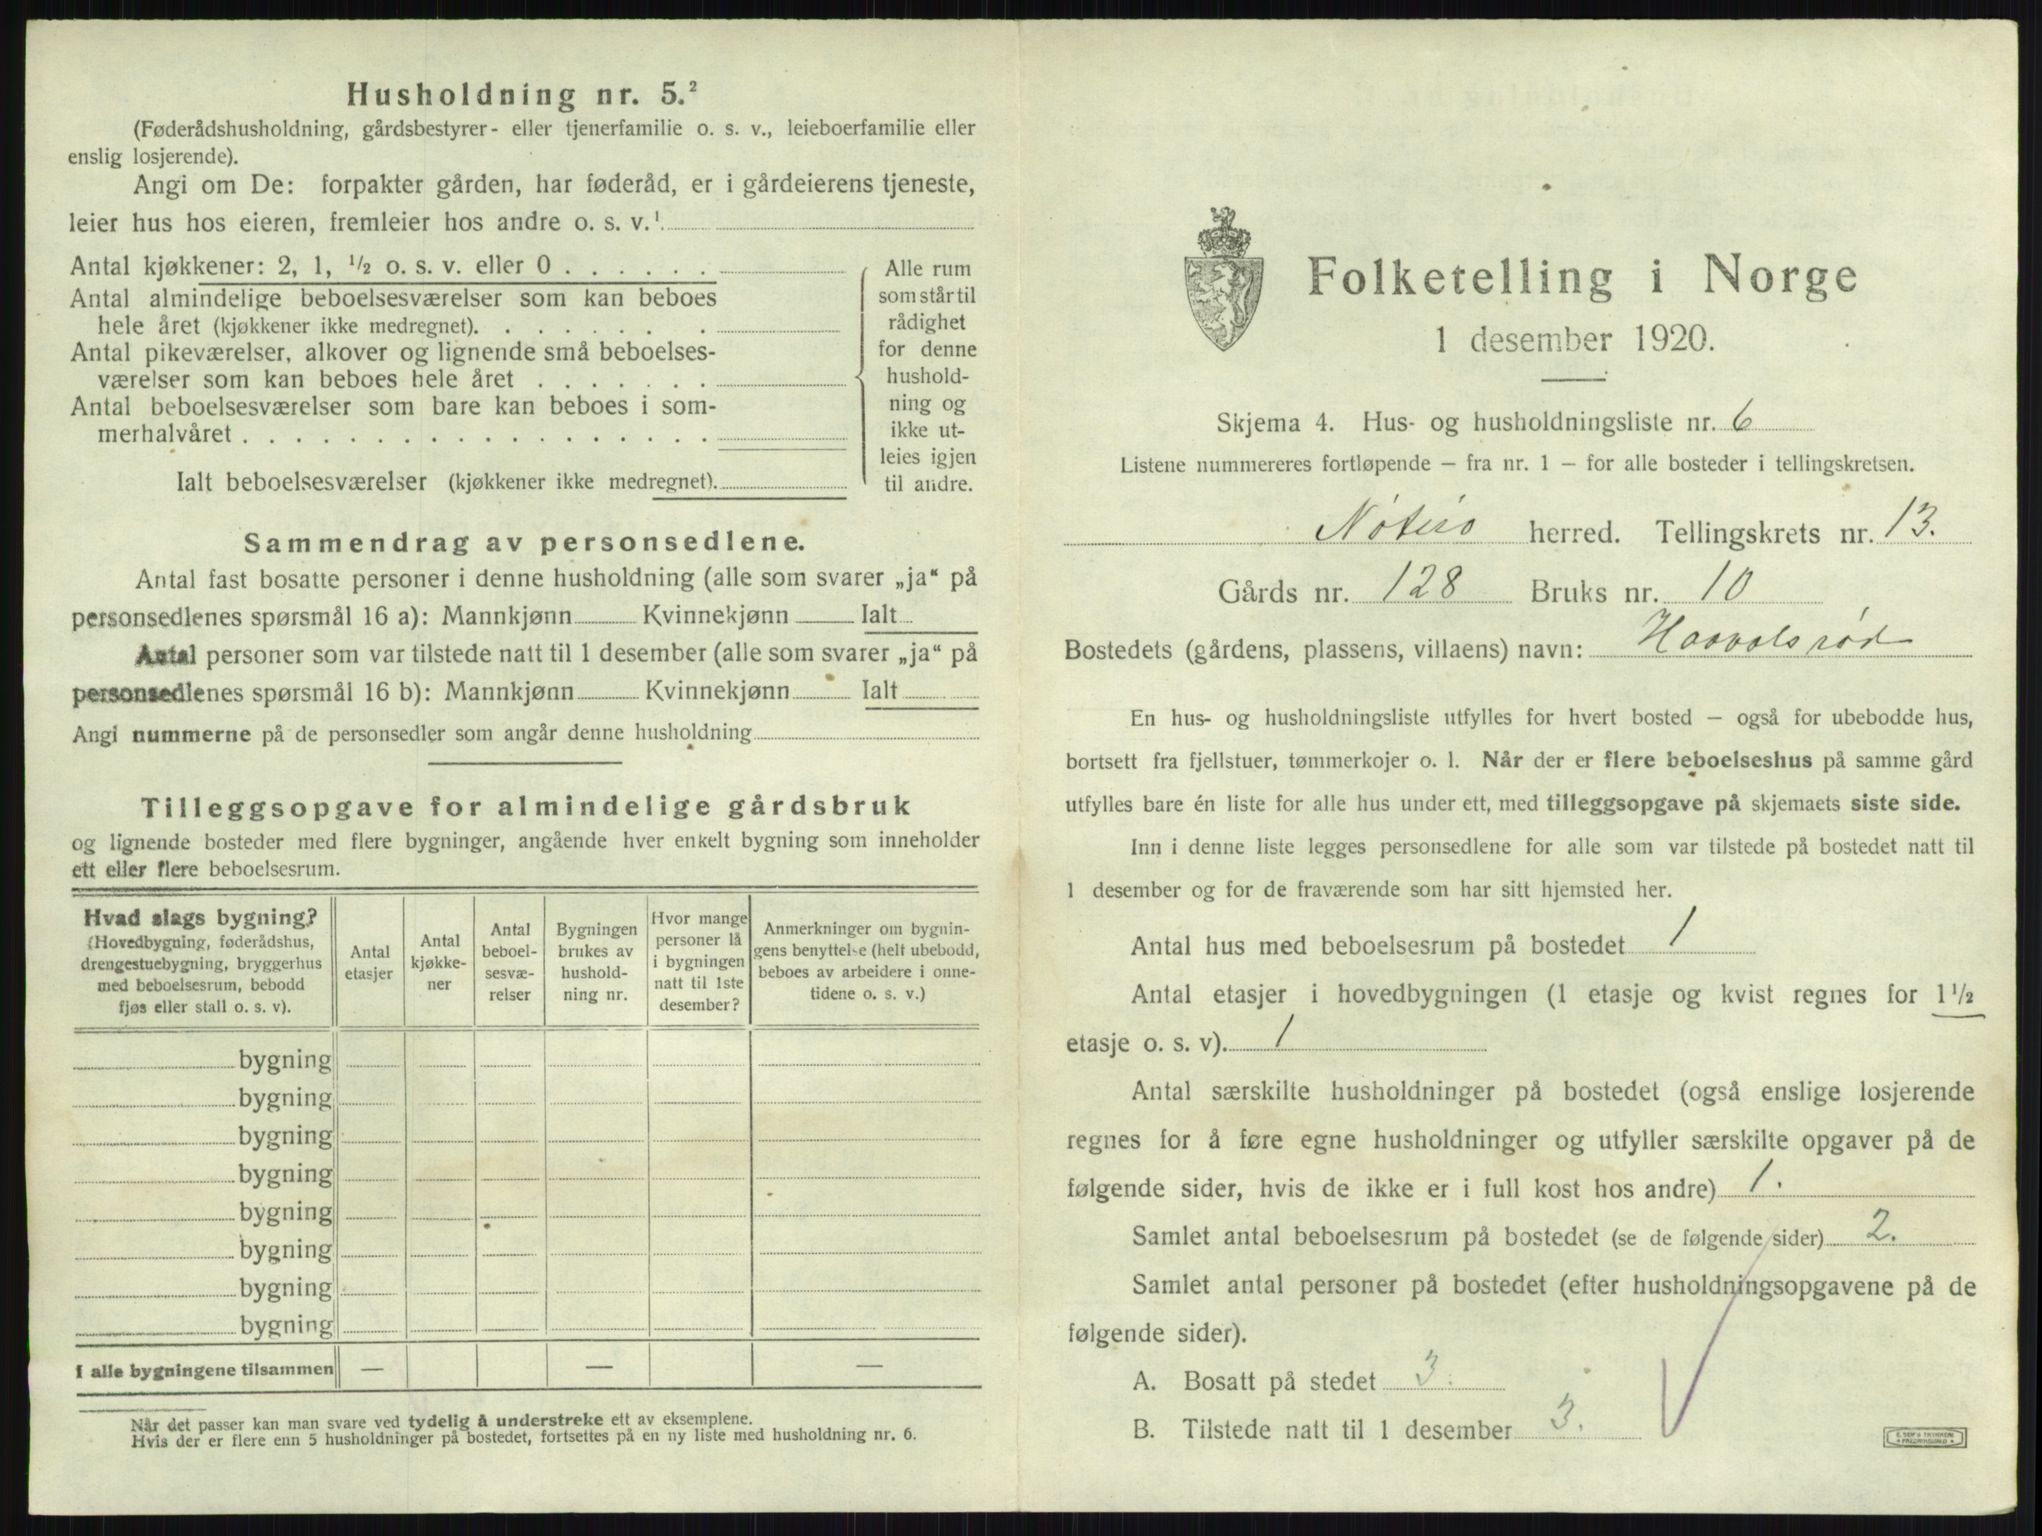 Husholdning nr. 5.²
(Føderådshusholdning, gårdsbestyrer- eller tjenerfamilie o. s. v., leieboerfamilie eller
enslig losjerende).
Angi om De: forpakter gården, har føderåd, er i gårdeierens tjeneste,
leier hus hos eieren, fremleier hos andre o. s. v.¹
Antal kjøkkener: 2, 1, ½ o. s. v. eller 0 . . . . . .
Antal almindelige beboelsesværelser som kan beboes
hele året (kjøkkener ikke medregnet). . . . . . . .
Antal pikeværelser, alkover og lignende små beboelses-
værelser som kan beboes hele året . . . . . . .
Antal beboelsesværelser som bare kan beboes i som-
merhalvåret . . . . . . . . . . . . . . . . . .
Ialt beboelsesværelser (kjøkkener ikke medregnet).
Alle rum
som står til
rådighet
for denne
hushold-
ning og
ikke ut-
leies igjen
til andre.
Sammendrag av personsedlene.
Antal fast bosatte personer i denne husholdning (alle som svarer „ja“ på
personsedlenes spørsmål 16 a): Mannkjønn Kvinnekjønn Ialt
Antal personer som var tilstede natt til 1 desember (alle som svarer „ja“ på
personsedlenes spørsmål 16 b): Mannkjønn Kvinnekjønn Ialt
Angi nummerne på de personsedler som angår denne husholdning
Tilleggsopgave for almindelige gårdsbruk
og lignende bosteder med flere bygninger, angående hver enkelt bygning som inneholder
ett eller flere beboelsesrum.
Hvad slags bygning?
(Hovedbygning, føderådshus,
drengestuebygning, bryggerhus
med beboelsesrum, bebodd
fjøs eller stall o. s. v).
Antal
etasjer
Antal
kjøkke-
ner
Antal
beboel-
sesvæ-
relser
Bygningen
brukes av
hushold-
ning nr.
Hvor mange
personer lå
i bygningen
natt til 1ste
desember?
Anmerkninger om bygnin-
gens benyttelse (helt ubebodd,
beboes av arbeidere i onne-
tidene o. s. v.)
bygning
bygning
bygning
bygning
bygning
bygning
bygning
bygning
I alle bygningene tilsammen — — —
Når det passer kan man svare ved tydelig å understreke ett av eksemplene.
Hvis der er flere enn 5 husholdninger på bostedet, fortsettes på en ny liste med husholdning nr. 6.
Folketelling i Norge
1 desember 1920.
Skjema 4. Hus- og husholdningsliste nr. 6
Listene nummereres fortløpende — fra nr. 1 — for alle bosteder i tellingskretsen.
Nøterø herred. Tellingskrets nr. 13.
Gårds nr. 128 Bruks nr. 10
Bostedets (gårdens, plassens, villaens) navn: Haavalsrød
En hus- og husholdningsliste utfylles for hvert bosted — også for ubebodde hus,
bortsett fra fjellstuer, tømmerkojer o. l. Når der er flere beboelseshus på samme gård
utfylles bare én liste for alle hus under ett, med tilleggsopgave på skjemaets siste side.
Inn i denne liste legges personsedlene for alle som var tilstede på bostedet natt til
1 desember og for de fraværende som har sitt hjemsted her.
Antal hus med beboelsesrum på bostedet 1
Antal etasjer i hovedbygningen (1 etasje og kvist regnes for 1½
etasje o. s. v). 1
Antal særskilte husholdninger på bostedet (også enslige losjerende
regnes for å føre egne husholdninger og utfyller særskilte opgaver på de
følgende sider, hvis de ikke er i full kost hos andre) 1.
Samlet antal beboelsesrum på bostedet (se de følgende sider) 2.
Samlet antal personer på bostedet (efter husholdningsopgavene på de
følgende sider).
A. Bosatt på stedet 3.
B. Tilstede natt til 1 desember 3.